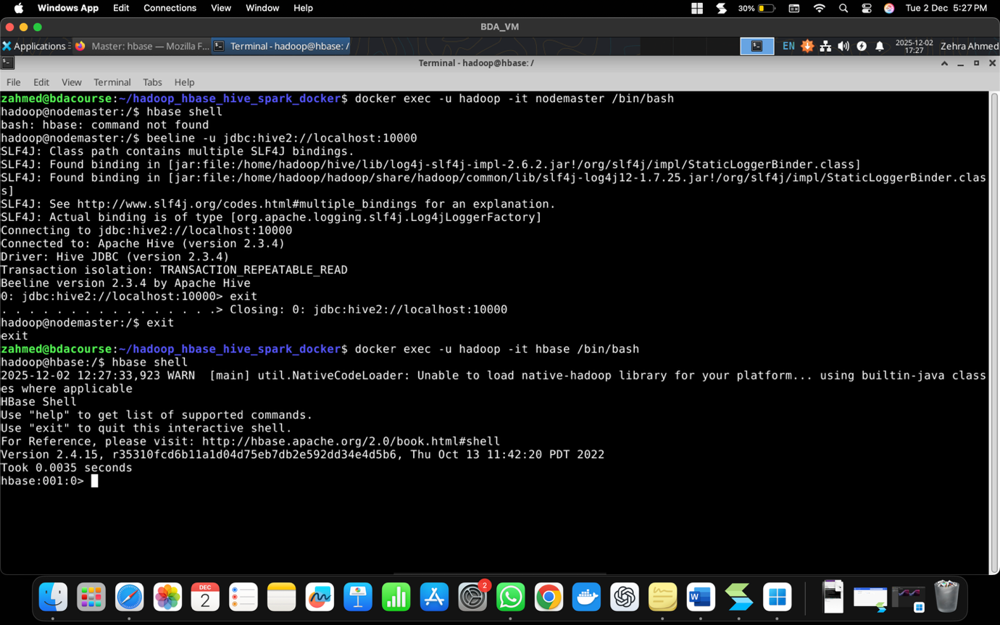 Windows App Edit Connections View Window Help 30% Tue 2 Dec 5:27 PM
BDA_VM
Applications Master: hbase — Mozilla F... Terminal - hadoop@hbase: / EN 2025-12-02 17:27 Zehra Ahmed
Terminal - hadoop@hbase: /
File Edit View Terminal Tabs Help
zahmed@bdacourse:~/hadoop_hbase_hive_spark_docker$ docker exec -u hadoop -it nodemaster /bin/bash
hadoop@nodemaster:/$ hbase shell
bash: hbase: command not found
hadoop@nodemaster:/$ beeline -u jdbc:hive2://localhost:10000
SLF4J: Class path contains multiple SLF4J bindings.
SLF4J: Found binding in [jar:file:/home/hadoop/hive/lib/log4j-slf4j-impl-2.6.2.jar!/org/slf4j/impl/StaticLoggerBinder.class]
SLF4J: Found binding in [jar:file:/home/hadoop/hadoop/share/hadoop/common/lib/slf4j-log4j12-1.7.25.jar!/org/slf4j/impl/StaticLoggerBinder.clas
s]
SLF4J: See http://www.slf4j.org/codes.html#multiple_bindings for an explanation.
SLF4J: Actual binding is of type [org.apache.logging.slf4j.Log4jLoggerFactory]
Connecting to jdbc:hive2://localhost:10000
Connected to: Apache Hive (version 2.3.4)
Driver: Hive JDBC (version 2.3.4)
Transaction isolation: TRANSACTION_REPEATABLE_READ
Beeline version 2.3.4 by Apache Hive
0: jdbc:hive2://localhost:10000> exit
. . . . . . . . . . . . . . . .> Closing: 0: jdbc:hive2://localhost:10000
hadoop@nodemaster:/$ exit
exit
zahmed@bdacourse:~/hadoop_hbase_hive_spark_docker$ docker exec -u hadoop -it hbase /bin/bash
hadoop@hbase:/$ hbase shell
2025-12-02 12:27:33,923 WARN  [main] util.NativeCodeLoader: Unable to load native-hadoop library for your platform... using builtin-java class
es where applicable
HBase Shell
Use "help" to get list of supported commands.
Use "exit" to quit this interactive shell.
For Reference, please visit: http://hbase.apache.org/2.0/book.html#shell
Version 2.4.15, r35310fcd6b11a1d04d75eb7db2e592dd34e4d5b6, Thu Oct 13 11:42:20 PDT 2022
Took 0.0035 seconds
hbase:001:0>
DEC
2
2
W